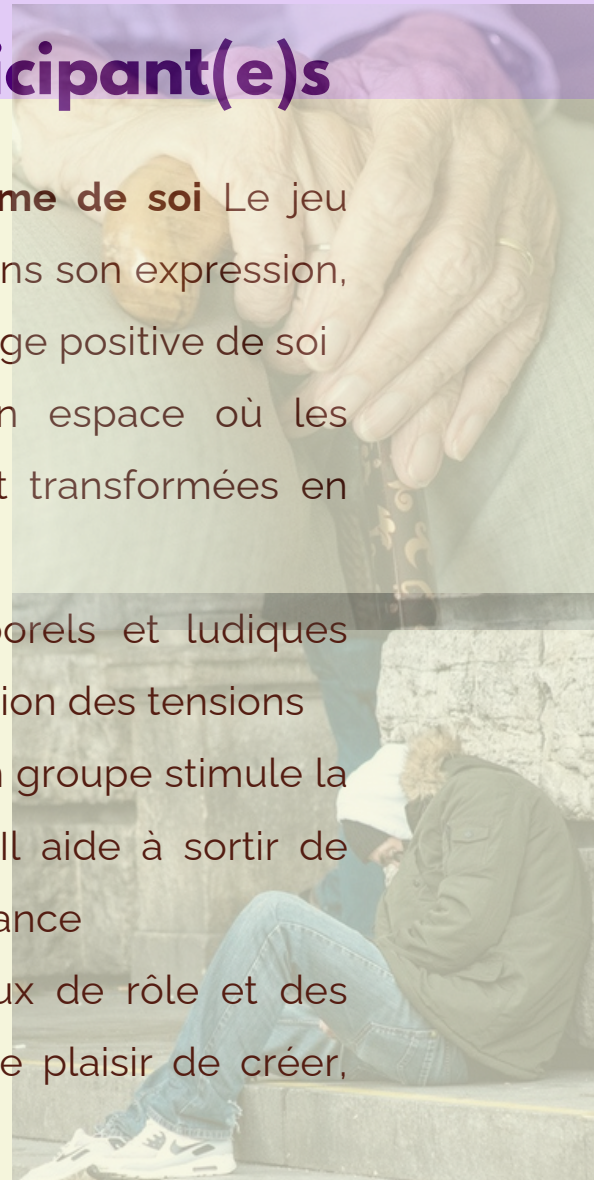 icipant(e)s
me de soi Le jeu
ns son expression,
ge positive de soi
n espace où les
t transformées en
orels et ludiques
ion des tensions
groupe stimule la
Il aide à sortir de
ance
ux de rôle et des
e plaisir de créer,